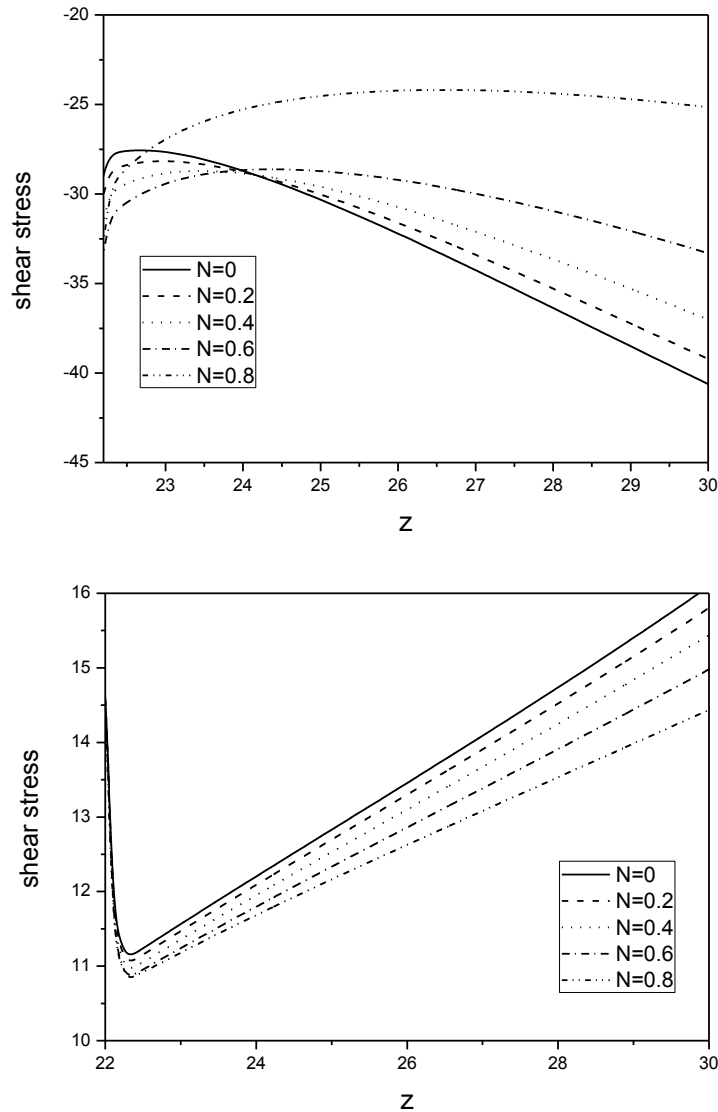 -20
-25
-30
-35
-40
-45
shear stress
N=0
N=0.2
N=0.4
N=0.6
N=0.8
23 24 25 26 27 28 29 30
z
16
15
14
13
12
11
10
shear stress
N=0
N=0.2
N=0.4
N=0.6
N=0.8
22 24 26 28 30
z